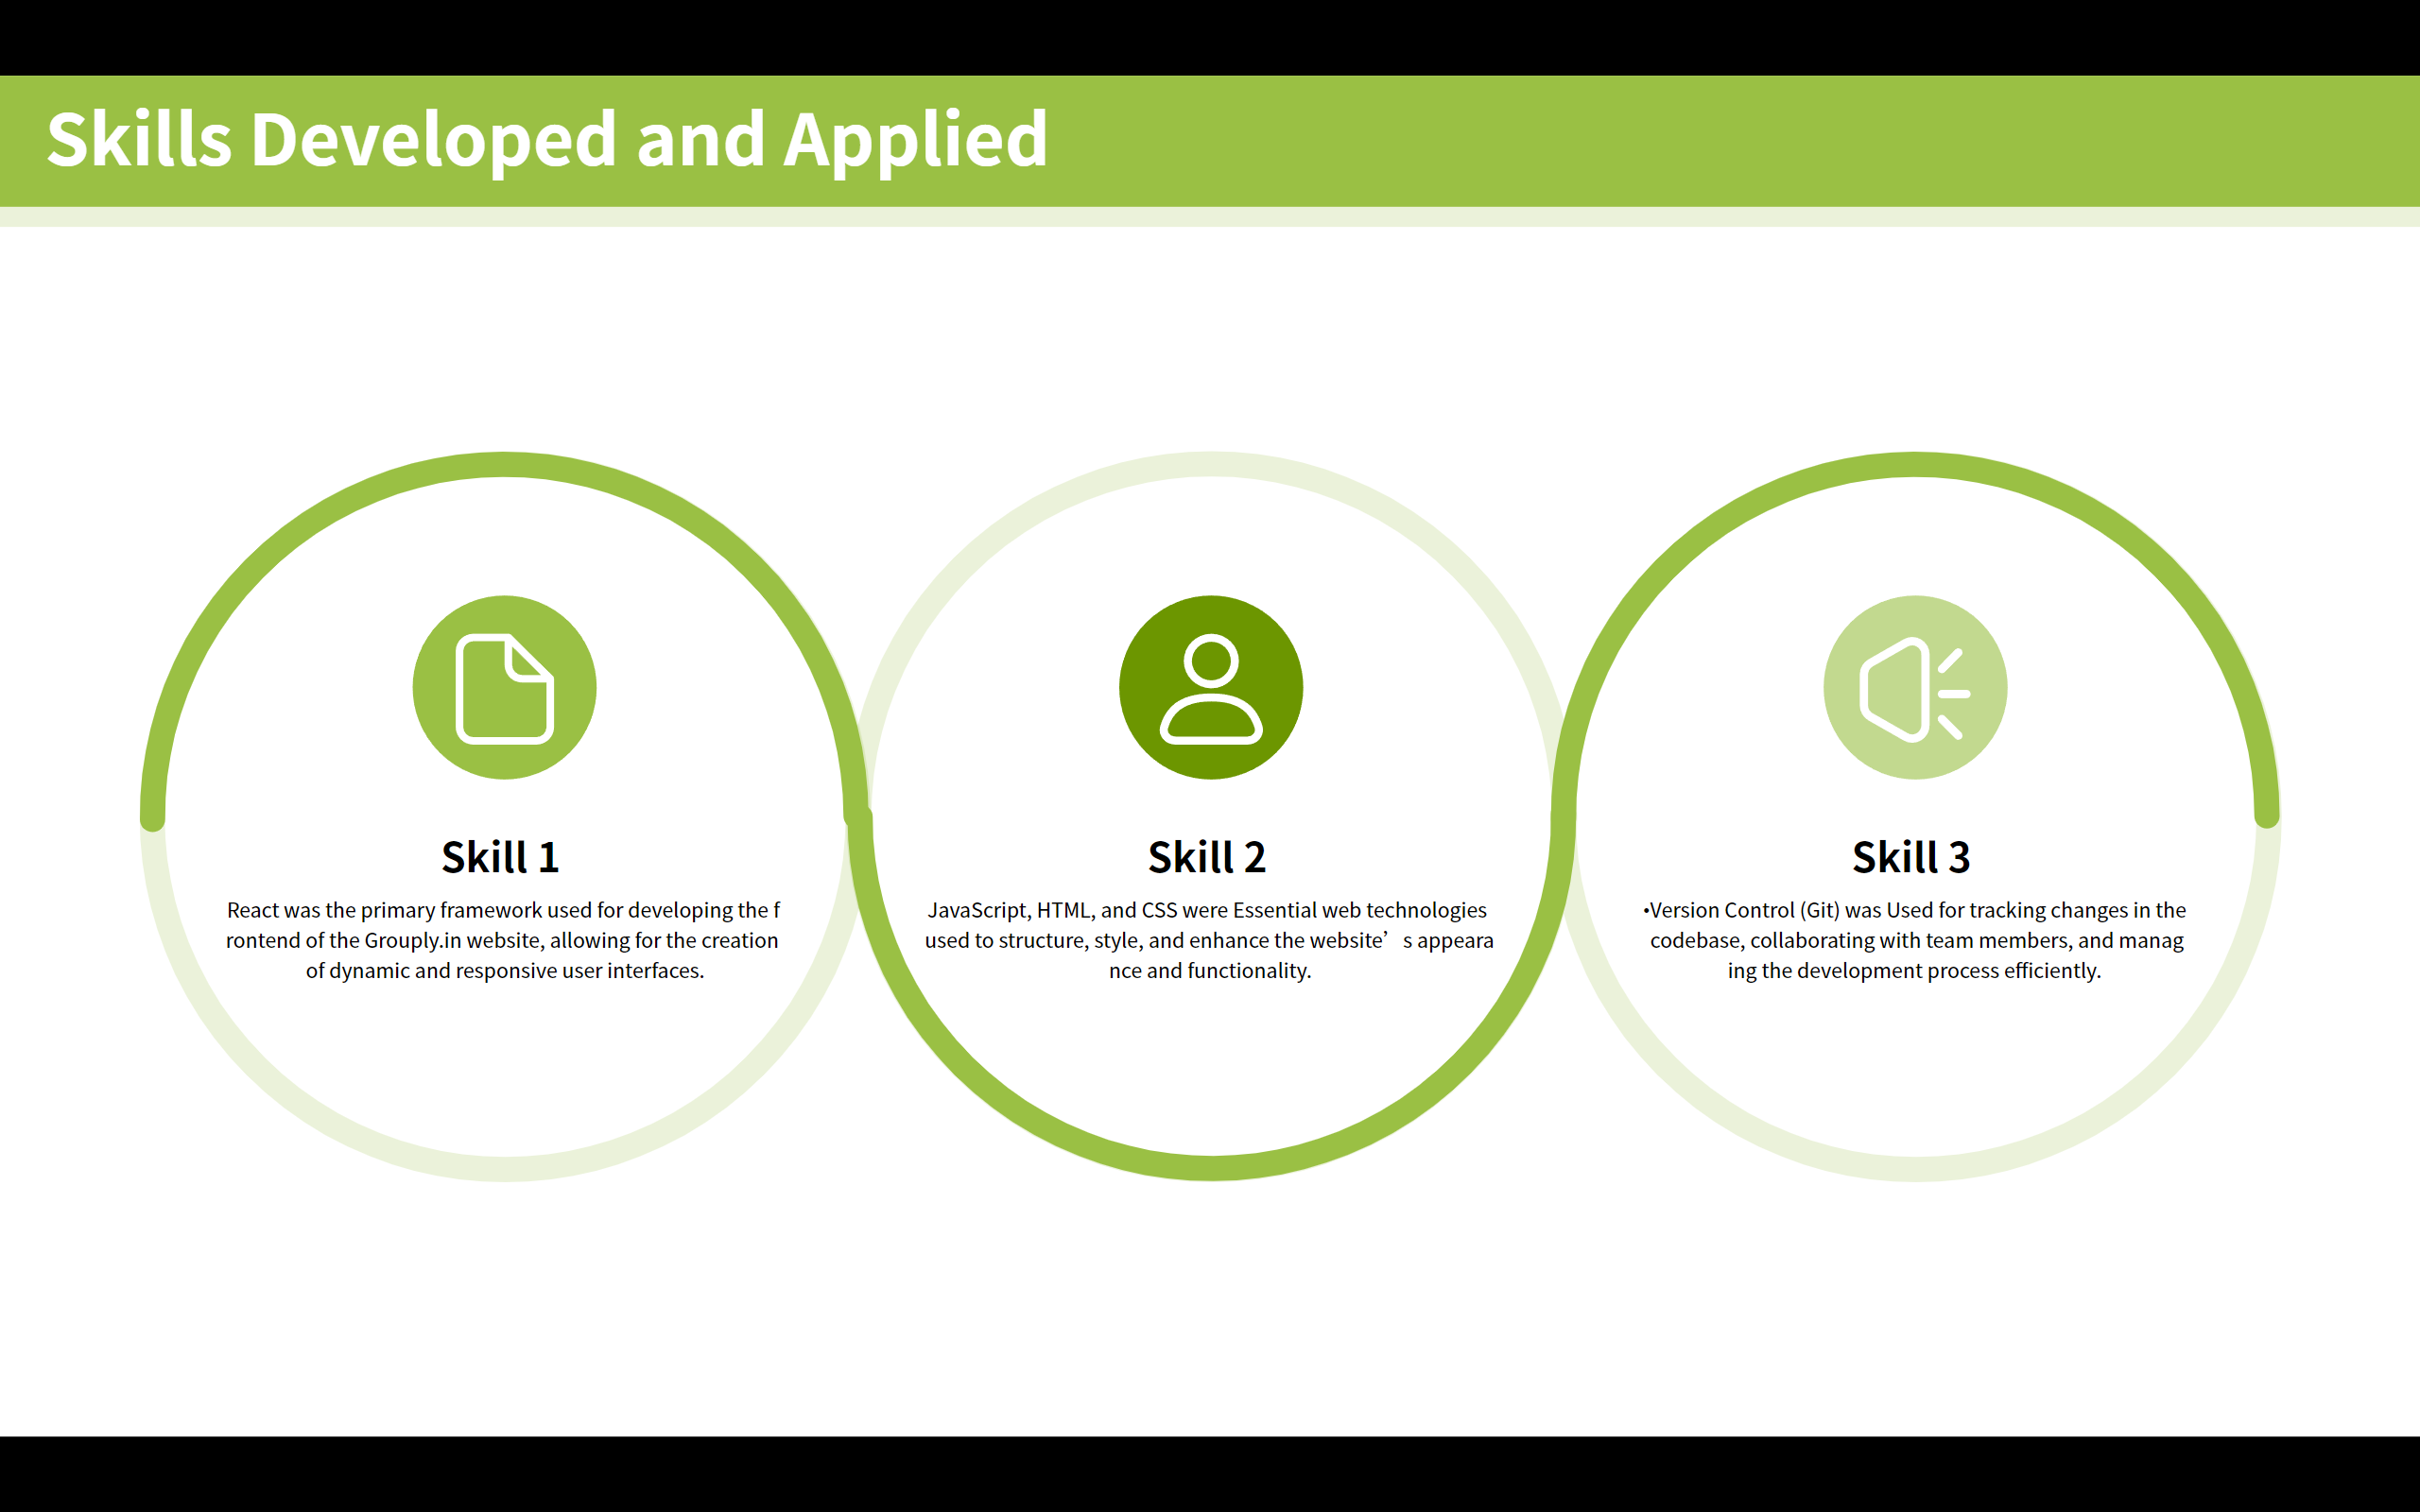 Skills Developed and Applied
Skill 1
React was the primary framework used for developing the f
rontend of the Grouply.in website, allowing for the creation
of dynamic and responsive user interfaces.
Skill 2
JavaScript, HTML, and CSS were Essential web technologies
used to structure, style, and enhance the website’s appeara
nce and functionality.
Skill 3
•Version Control (Git) was Used for tracking changes in the
codebase, collaborating with team members, and manag
ing the development process efficiently.